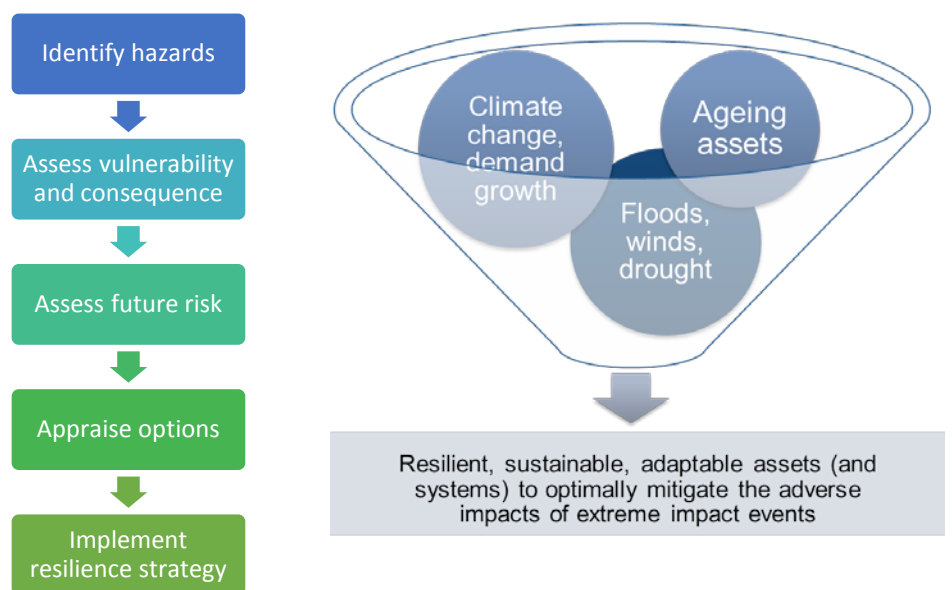 Identify hazards
Assess vulnerability
and consequence
Assess future risk
Appraise options
Implement
resilience strategy
Climate
change,
demand
growth
Ageing
assets
Floods,
winds,
drought
Resilient, sustainable, adaptable assets (and
systems) to optimally mitigate the adverse
impacts of extreme impact events